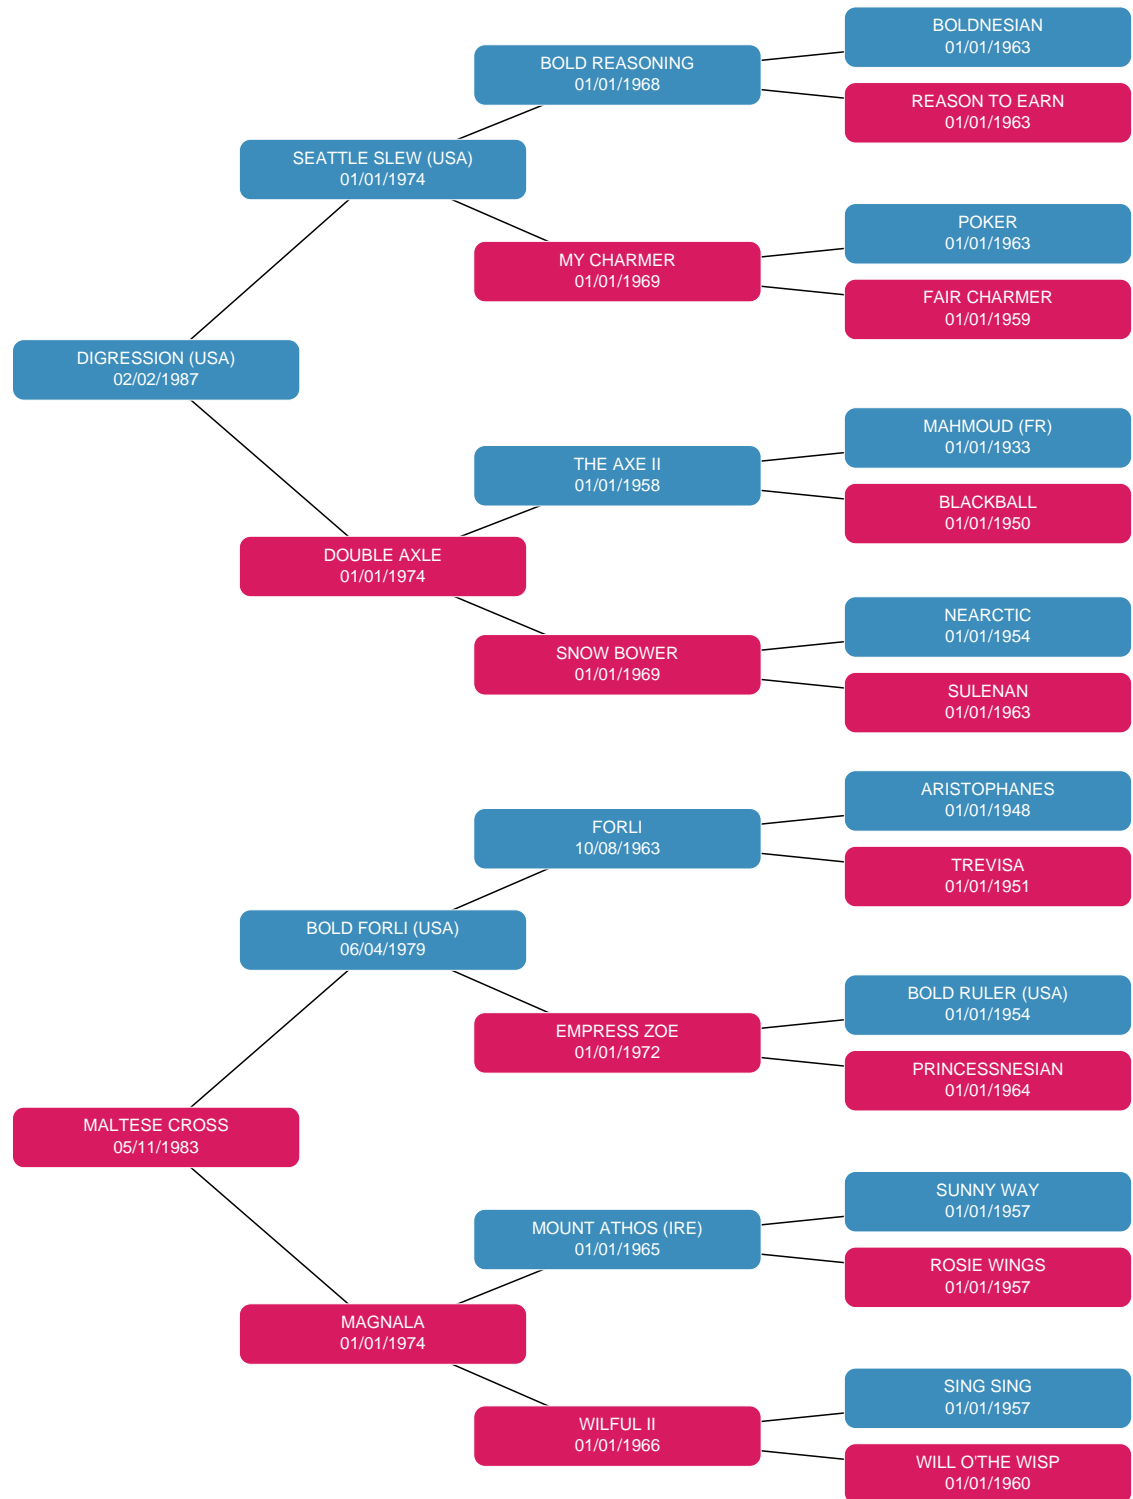 BOLDNESIAN
01/01/1963
BOLD REASONING
01/01/1968
REASON TO EARN
01/01/1963
SEATTLE SLEW (USA)
01/01/1974
POKER
01/01/1963
MY CHARMER
01/01/1969
FAIR CHARMER
01/01/1959
DIGRESSION (USA)
02/02/1987
MAHMOUD (FR)
01/01/1933
THE AXE II
01/01/1958
BLACKBALL
01/01/1950
DOUBLE AXLE
01/01/1974
NEARCTIC
01/01/1954
SNOW BOWER
01/01/1969
SULENAN
01/01/1963
ARISTOPHANES
01/01/1948
FORLI
10/08/1963
TREVISA
01/01/1951
BOLD FORLI (USA)
06/04/1979
BOLD RULER (USA)
01/01/1954
EMPRESS ZOE
01/01/1972
PRINCESSNESIAN
01/01/1964
MALTESE CROSS
05/11/1983
SUNNY WAY
01/01/1957
MOUNT ATHOS (IRE)
01/01/1965
ROSIE WINGS
01/01/1957
MAGNALA
01/01/1974
SING SING
01/01/1957
WILFUL II
01/01/1966
WILL O'THE WISP
01/01/1960